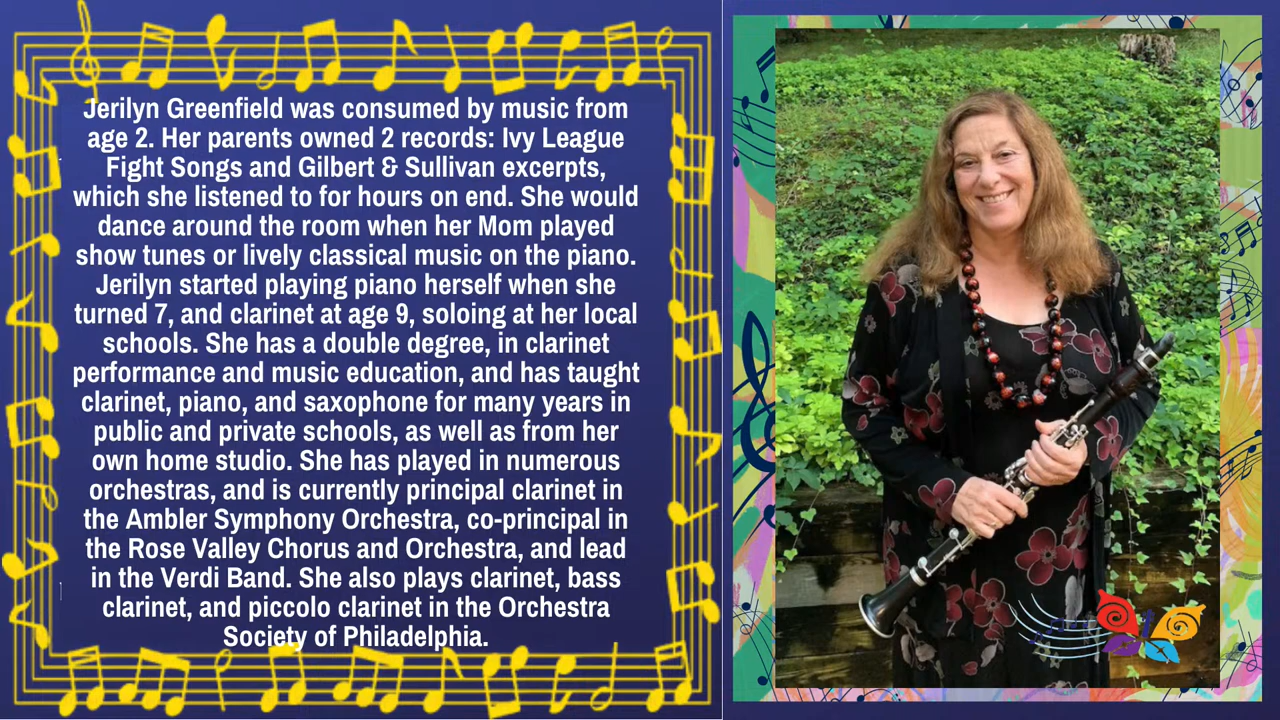 Jerilyn Greenfield was consumed by music from
age 2. Her parents owned 2 records: Ivy League
Fight Songs and Gilbert & Sullivan excerpts,
which she listened to for hours on end. She would
dance around the room when her Mom played
show tunes or lively classical music on the piano.
Jerilyn started playing piano herself when she
turned 7, and clarinet at age 9, soloing at her local
schools. She has a double degree, in clarinet
performance and music education, and has taught
clarinet, piano, and saxophone for many years in
public and private schools, as well as from her
own home studio. She has played in numerous
orchestras, and is currently principal clarinet in
the Ambler Symphony Orchestra, co-principal in
the Rose Valley Chorus and Orchestra, and lead
in the Verdi Band. She also plays clarinet, bass
clarinet, and piccolo clarinet in the Orchestra
Society of Philadelphia.